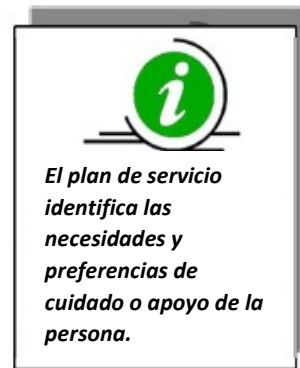 i
El plan de servicio
identifica las
necesidades y
preferencias de
cuidado o apoyo de la
persona.